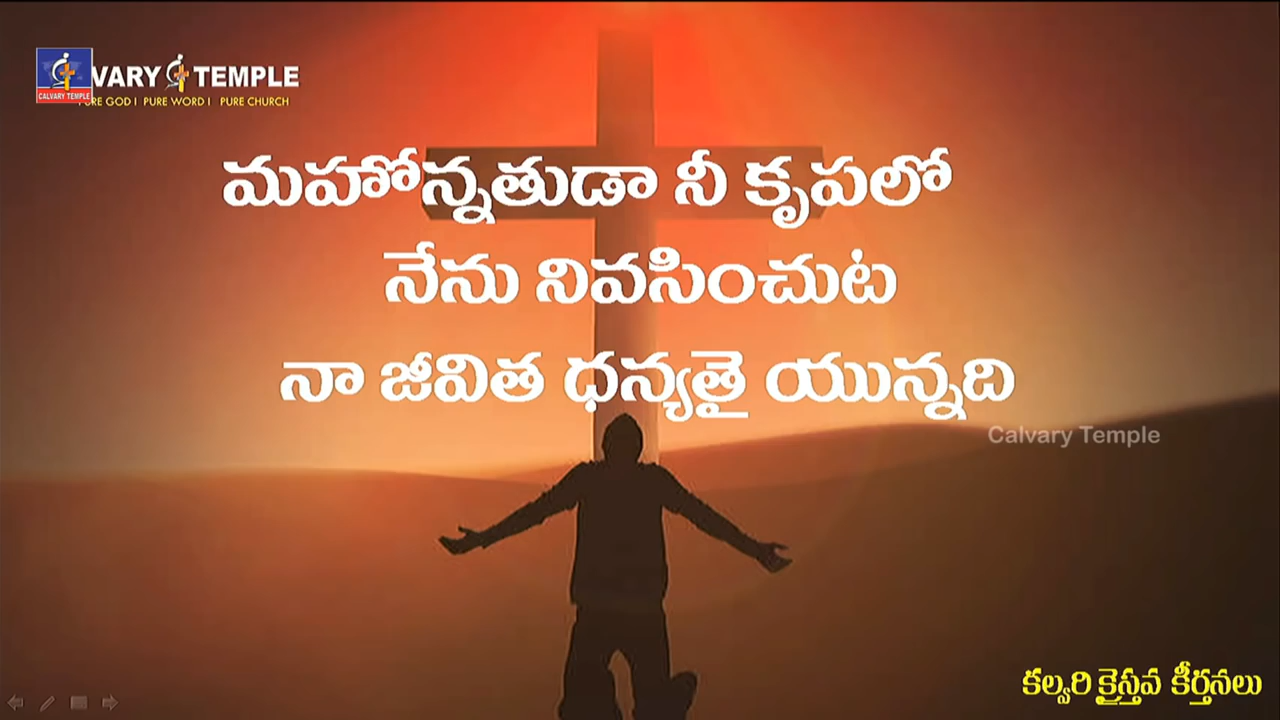 VARY TEMPLE
CALVARY TEMPLE
PURE GOD I PURE WORD I PURE CHURCH
మహోన్నతుడా నీ కృపలో
నేను నివసించుట
నా జీవిత ధన్యతై యున్నది
Calvary Temple
కల్వరి క్రైస్తవ కీర్తనలు